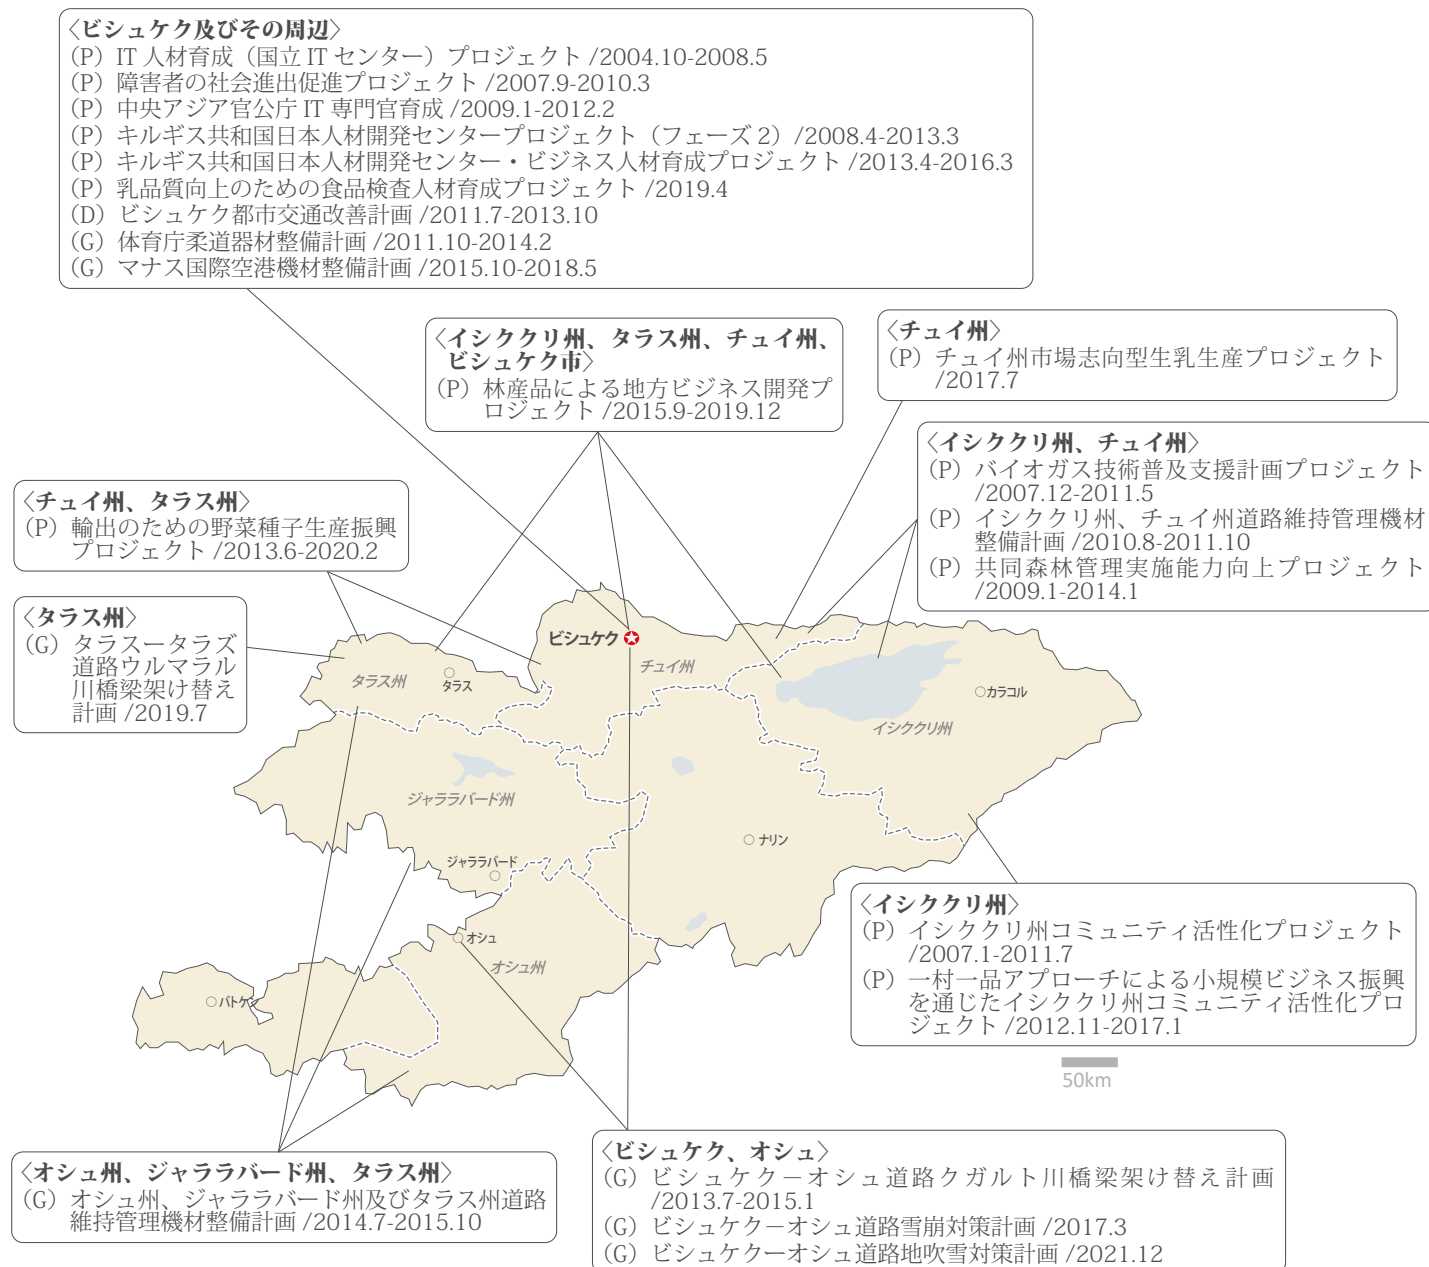 〈ビシュケク及びその周辺〉
(P) IT 人材育成（国立 IT センター）プロジェクト /2004.10-2008.5
(P) 障害者の社会進出促進プロジェクト /2007.9-2010.3
(P) 中央アジア官公庁 IT 専門官育成 /2009.1-2012.2
(P) キルギス共和国日本人材開発センタープロジェクト（フェーズ 2）/2008.4-2013.3
(P) キルギス共和国日本人材開発センター・ビジネス人材育成プロジェクト /2013.4-2016.3
(P) 乳品質向上のための食品検査人材育成プロジェクト /2019.4
(D) ビシュケク都市交通改善計画 /2011.7-2013.10
(G) 体育庁柔道器材整備計画 /2011.10-2014.2
(G) マナス国際空港機材整備計画 /2015.10-2018.5
〈イシククリ州、タラス州、チュイ州、
ビシュケク市〉
(P) 林産品による地方ビジネス開発プ
ロジェクト /2015.9-2019.12
〈チュイ州〉
(P) チュイ州市場志向型生乳生産プロジェクト
/2017.7
〈イシククリ州、チュイ州〉
(P) バイオガス技術普及支援計画プロジェクト
/2007.12-2011.5
(P) イシククリ州、チュイ州道路維持管理機材
整備計画 /2010.8-2011.10
(P) 共同森林管理実施能力向上プロジェクト
/2009.1-2014.1
〈チュイ州、タラス州〉
(P) 輸出のための野菜種子生産振興
プロジェクト /2013.6-2020.2
〈タラス州〉
(G) タラスータラズ
道路ウルマラル
川橋梁架け替え
計画 /2019.7
ビシュケク
チュイ州
タラス州
タラス
カラコル
イシククリ州
ジャララバード州
ナリン
ジャララバード
オシュ
オシュ州
バトケン
〈イシククリ州〉
(P) イシククリ州コミュニティ活性化プロジェクト
/2007.1-2011.7
(P) 一村一品アプローチによる小規模ビジネス振興
を通じたイシククリ州コミュニティ活性化プロ
ジェクト /2012.11-2017.1
50km
〈オシュ州、ジャララバード州、タラス州〉
(G) オシュ州、ジャララバード州及びタラス州道路
維持管理機材整備計画 /2014.7-2015.10
〈ビシュケク、オシュ〉
(G) ビシュケク－オシュ道路クガルト川橋梁架け替え計画
/2013.7-2015.1
(G) ビシュケク－オシュ道路雪崩対策計画 /2017.3
(G) ビシュケクーオシュ道路地吹雪対策計画 /2021.12